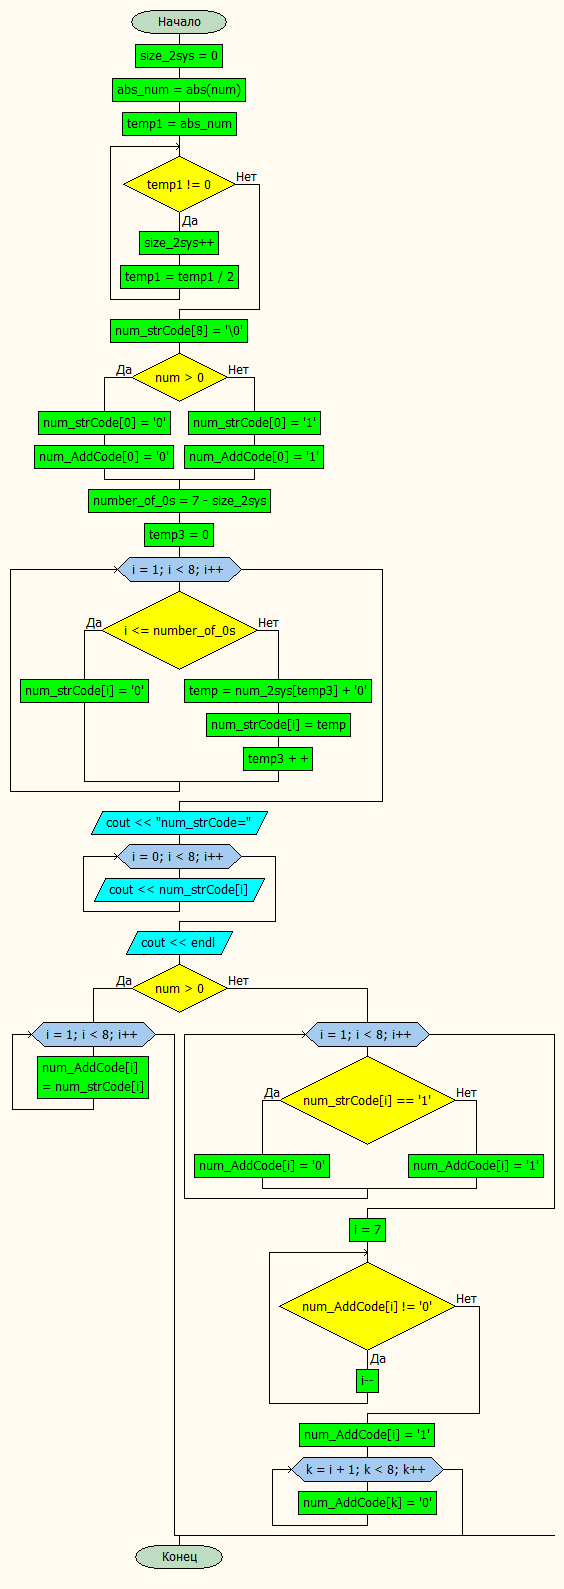 Начало
size_2sys = 0
abs_num = abs(num)
temp1 = abs_num
temp1 != 0
Нет
Да
size_2sys++
temp1 = temp1 / 2
num_strCode[8] = '\0'
Да
num > 0
Нет
num_strCode[0] = '0'
num_strCode[0] = '1'
num_AddCode[0] = '0'
num_AddCode[0] = '1'
number_of_0s = 7 - size_2sys
temp3 = 0
i = 1; i < 8; i++
Да
i <= number_of_0s
Нет
num_strCode[i] = '0'
temp = num_2sys[temp3] + '0'
num_strCode[i] = temp
temp3 + +
cout << "num_strCode="
i = 0; i < 8; i++
cout << num_strCode[i]
cout << endl
Да
num > 0
Нет
i = 1; i < 8; i++
i = 1; i < 8; i++
num_AddCode[i]
= num_strCode[i]
Да
num_strCode[i] == '1'
Нет
num_AddCode[i] = '0'
num_AddCode[i] = '1'
i = 7
num_AddCode[i] != '0'
Нет
Да
i--
num_AddCode[i] = '1'
k = i + 1; k < 8; k++
num_AddCode[k] = '0'
Конец